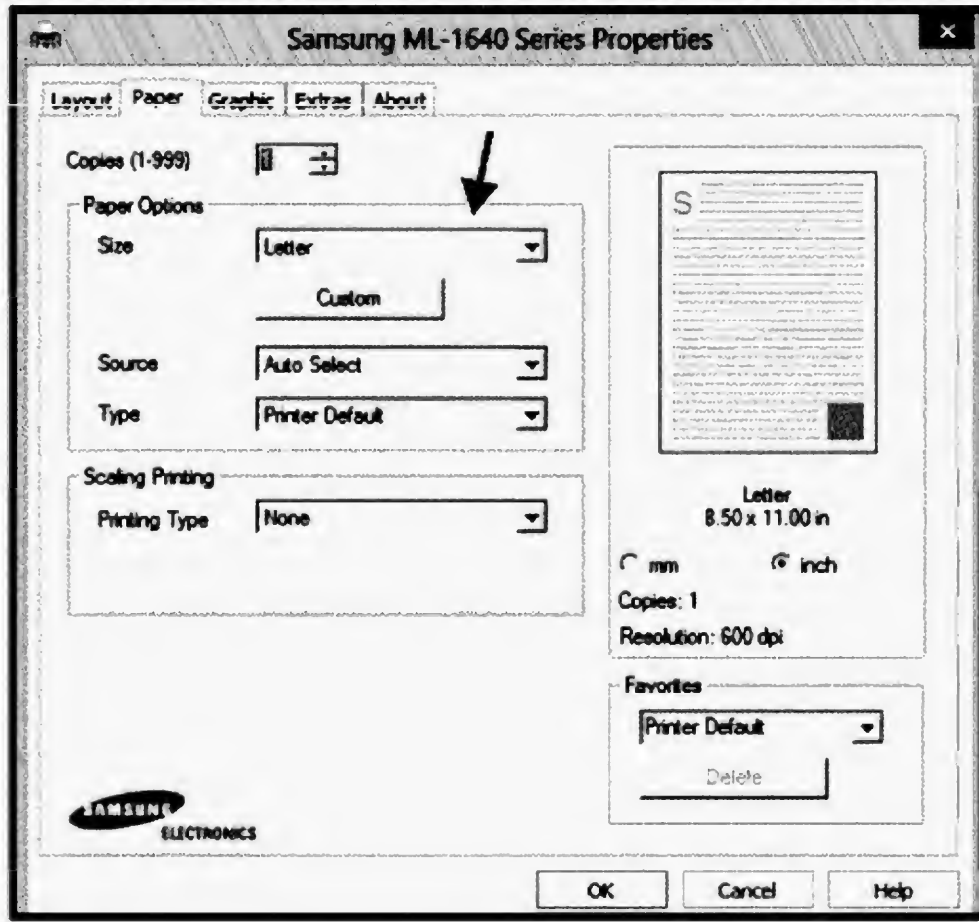 Samsung ML-1640 Series Properties
Layout Paper Graphic Extras About
Copies (1-999) 1
Paper Options
Size Letter
Custom
Source Auto Select
Type Printer Default
Scaling Printing
Printing Type None
S
Letter
8.50 x 11.00 in
mm inch
Copies: 1
Resolution: 600 dpi
Favorites
Printer Default
Delete
SAMSUNG
ELECTRONICS
OK Cancel Help